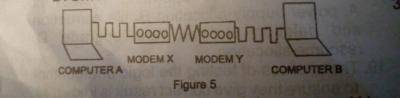 COMPUTER A
MODEM X
MODEM Y
COMPUTER B
Figure 5